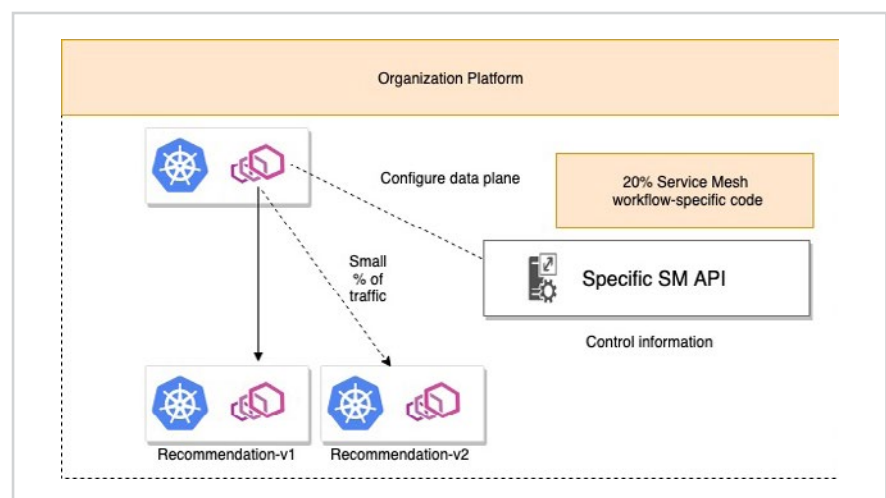 Organization Platform
Configure data plane
20% Service Mesh
workflow-specific code
Small
% of
traffic
Specific SM API
Control information
Recommendation-v1
Recommendation-v2